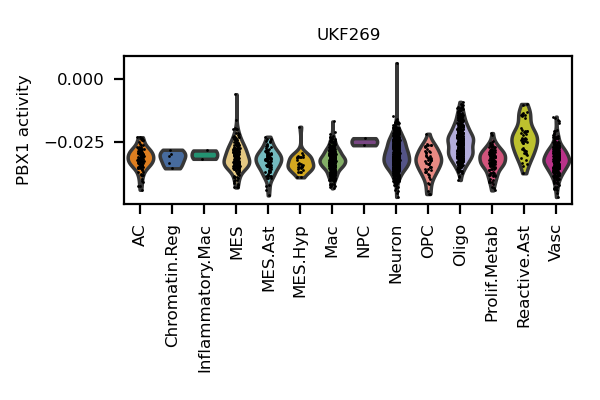 UKF269
PBX1 activity
0.000
−0.025
AC
Chromatin.Reg
Inflammatory.Mac
MES
MES.Ast
MES.Hyp
Mac
NPC
Neuron
OPC
Oligo
Prolif.Metab
Reactive.Ast
Vasc